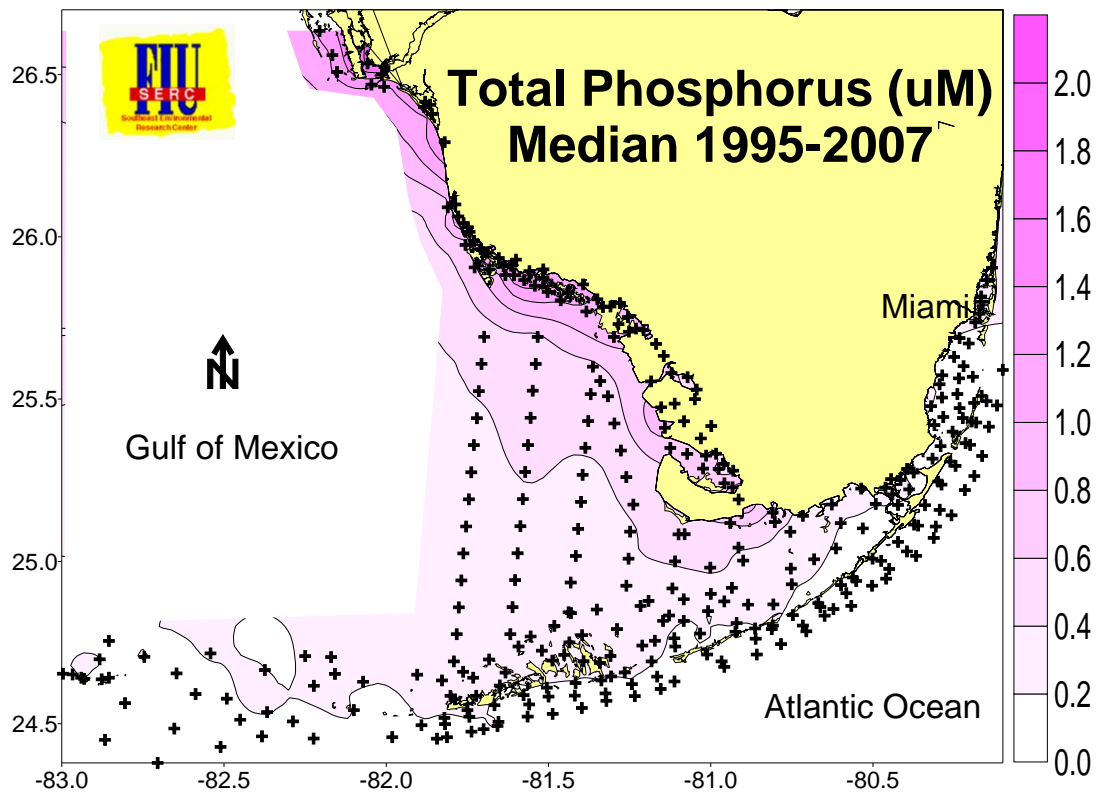 FIU
SERC
Southeast Environmental
Research Center
Total Phosphorus (uM)
Median 1995-2007
Miami
N
Gulf of Mexico
Atlantic Ocean
26.5
26.0
25.5
25.0
24.5
-83.0
-82.5
-82.0
-81.5
-81.0
-80.5
2.0
1.8
1.6
1.4
1.2
1.0
0.8
0.6
0.4
0.2
0.0